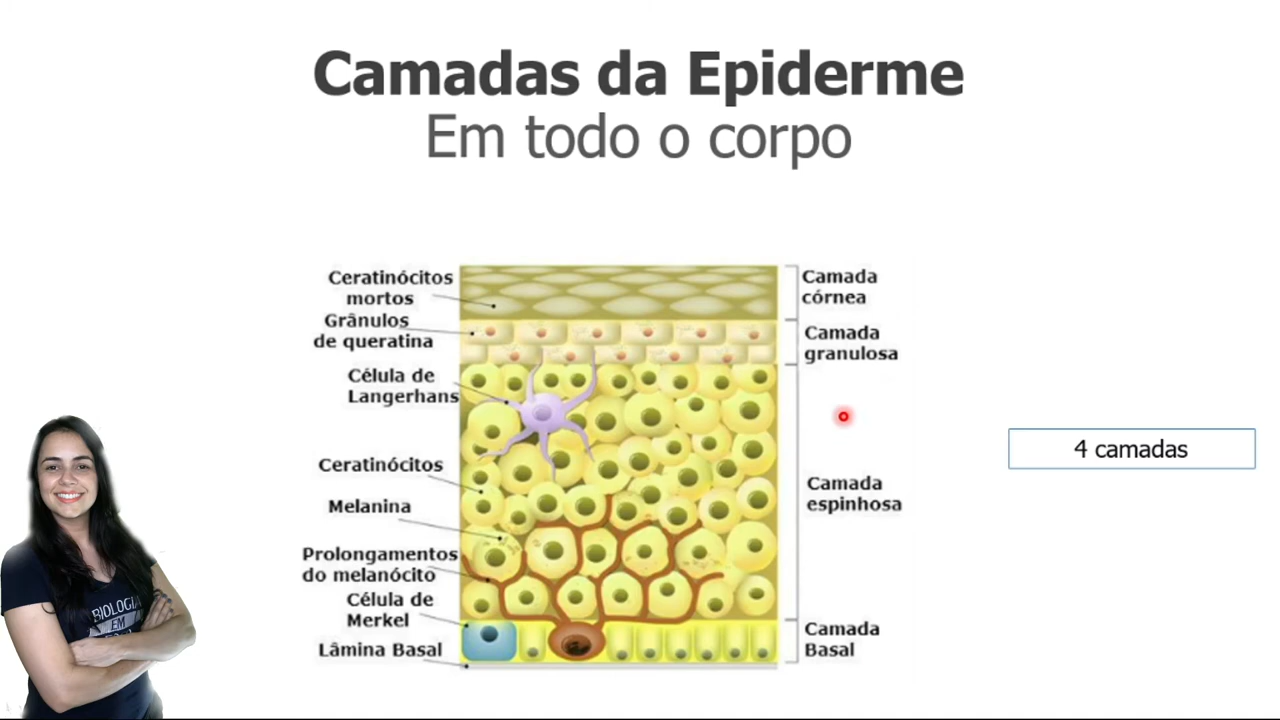 Camadas da Epiderme
Em todo o corpo
Ceratinócitos
mortos
Grânulos
de queratina
Célula de
Langerhans
Ceratinócitos
Melanina
Prolongamentos
do melanócito
Célula de
Merkel
Lâmina Basal
Camada
córnea
Camada
granulosa
Camada
espinhosa
Camada
Basal
4 camadas
BIOLOGIA
EM